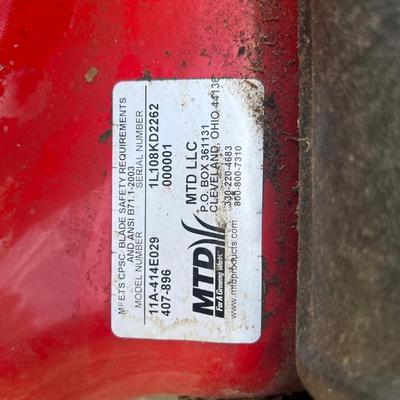 MEETS CPSC BLADE SAFETY REQUIREMENTS
AND ANSI B71.1-2003
MODEL NUMBER SERIAL NUMBER
11A-414E029 1L108KD2262
407-896 000001
MTD
For A Growing World.
www.mtdproducts.com
MTD LLC
P.O. BOX 361131
CLEVELAND, OHIO 44136
330-220-4683
800-800-7310